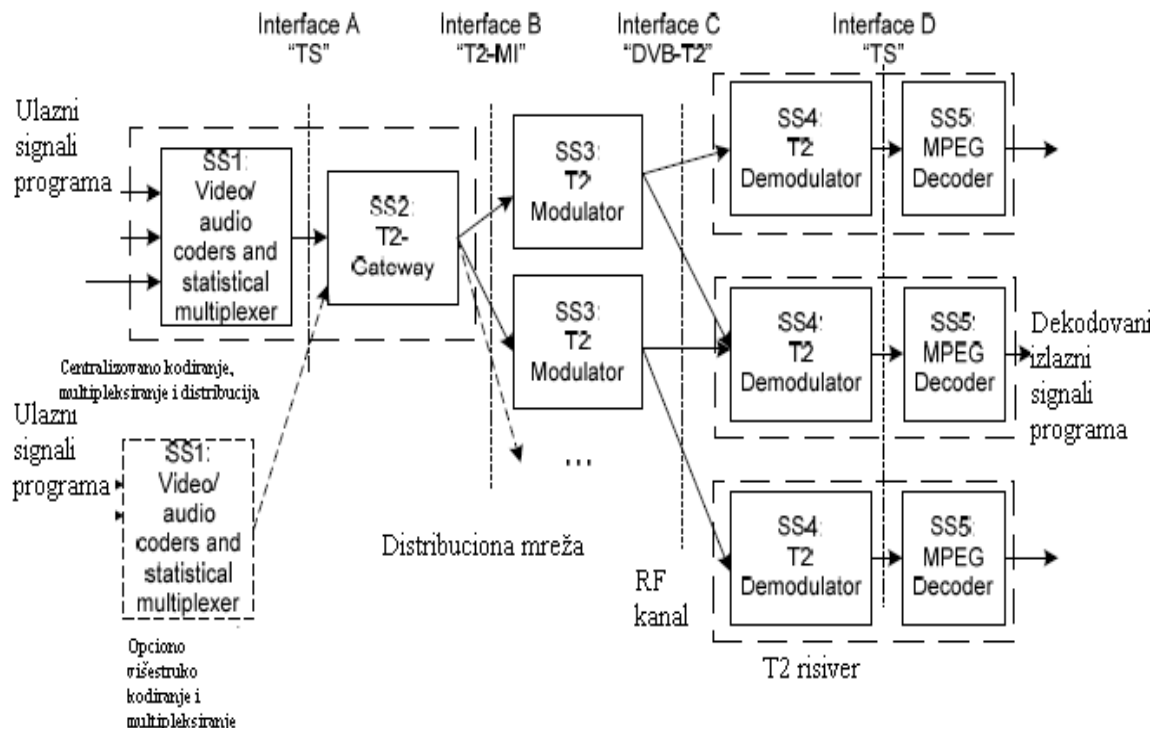 Interface A
"TS"
Interface B
"T2-MI"
Interface C
"DVB-T2"
Interface D
"TS"
Ulazni
signali
programa
SS1:
Video/
audio
coders and
statistical
multiplexer
SS2:
T2-
Gateway
SS3:
T2
Modulator
SS3:
T2
Modulator
...
SS4:
T2
Demodulator
SS5:
MPEG
Decoder
SS4:
T2
Demodulator
SS5:
MPEG
Decoder
Dekodovani
izlazni
signali
programa
SS4:
T2
Demodulator
SS5:
MPEG
Decoder
Centralizovano kodiranje,
multipleksiranje i distribucija
Ulazni
signali
programa
SS1:
Video/
audio
coders and
statistical
multiplexer
Opciono
višestruko
kodiranje i
multipleksiranje
Distribuciona mreža
RF
kanal
T2 risiver